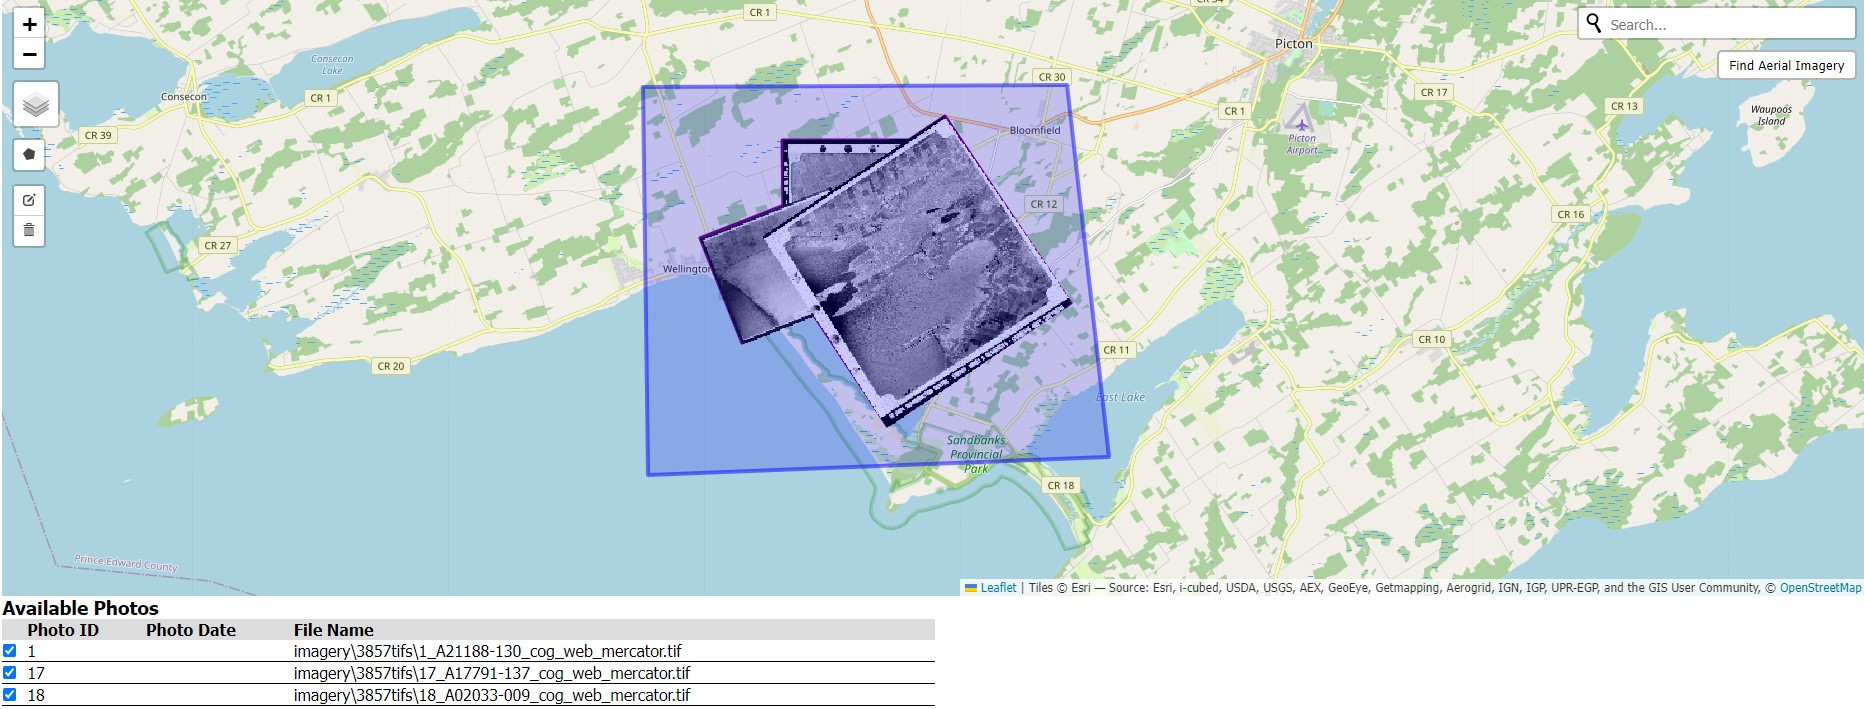 +
−
Search...
Find Aerial Imagery
CR 1
CR 34
Picton
Consecon
Lake
CR 30
CR 17
Consecon
CR 1
CR 1
CR 13
Waupoos
Island
CR 39
Bloomfield
Picton
Airport
CR 12
CR 16
CR 27
Wellington
CR 10
CR 11
CR 20
East Lake
Sandbanks
Provincial
Park
CR 18
Prince Edward County
Leaflet | Tiles © Esri — Source: Esri, i-cubed, USDA, USGS, AEX, GeoEye, Getmapping, Aerogrid, IGN, IGP, UPR-EGP, and the GIS User Community, © OpenStreetMap
Available Photos
Photo ID Photo Date File Name
1 imagery\3857tifs\1_A21188-130_cog_web_mercator.tif
17 imagery\3857tifs\17_A17791-137_cog_web_mercator.tif
18 imagery\3857tifs\18_A02033-009_cog_web_mercator.tif